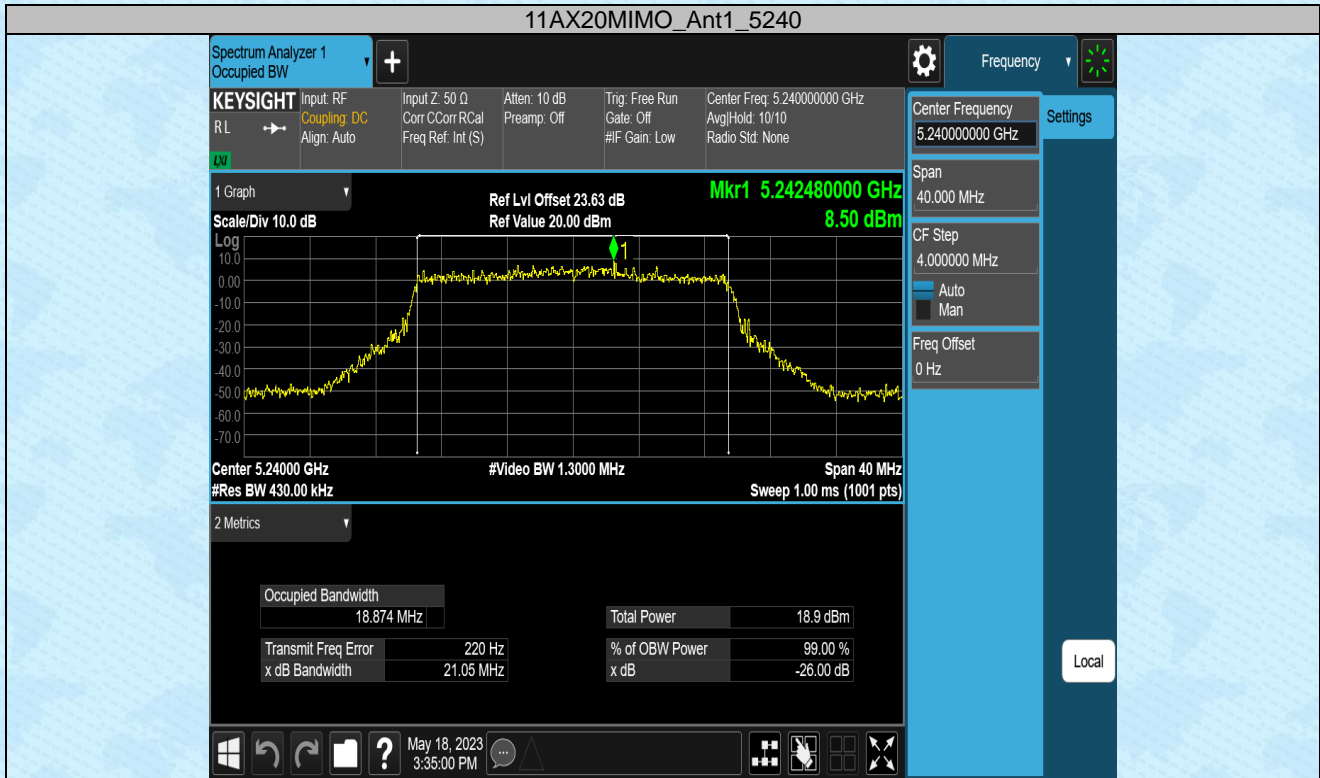 11AX20MIMO_Ant1_5240
Spectrum Analyzer 1
Occupied BW
+
Frequency
KEYSIGHT
R L
LXI
Input: RF
Coupling: DC
Align: Auto
Input Z: 50 Ω
Corr CCorr RCal
Freq Ref: Int (S)
Atten: 10 dB
Preamp: Off
Trig: Free Run
Gate: Off
#IF Gain: Low
Center Freq: 5.240000000 GHz
Avg|Hold: 10/10
Radio Std: None
Center Frequency
5.240000000 GHz
Settings
Span
40.000 MHz
CF Step
4.000000 MHz
Auto
Man
Freq Offset
0 Hz
Local
1 Graph
Scale/Div 10.0 dB
Ref Lvl Offset 23.63 dB
Ref Value 20.00 dBm
Mkr1 5.242480000 GHz
8.50 dBm
Log
1
10.0
0.00
-10.0
-20.0
-30.0
-40.0
-50.0
-60.0
-70.0
Center 5.24000 GHz
#Res BW 430.00 kHz
#Video BW 1.3000 MHz
Span 40 MHz
Sweep 1.00 ms (1001 pts)
2 Metrics
Occupied Bandwidth
18.874 MHz
Total Power 18.9 dBm
Transmit Freq Error 220 Hz
% of OBW Power 99.00 %
x dB Bandwidth 21.05 MHz
x dB -26.00 dB
?
May 18, 2023
3:35:00 PM